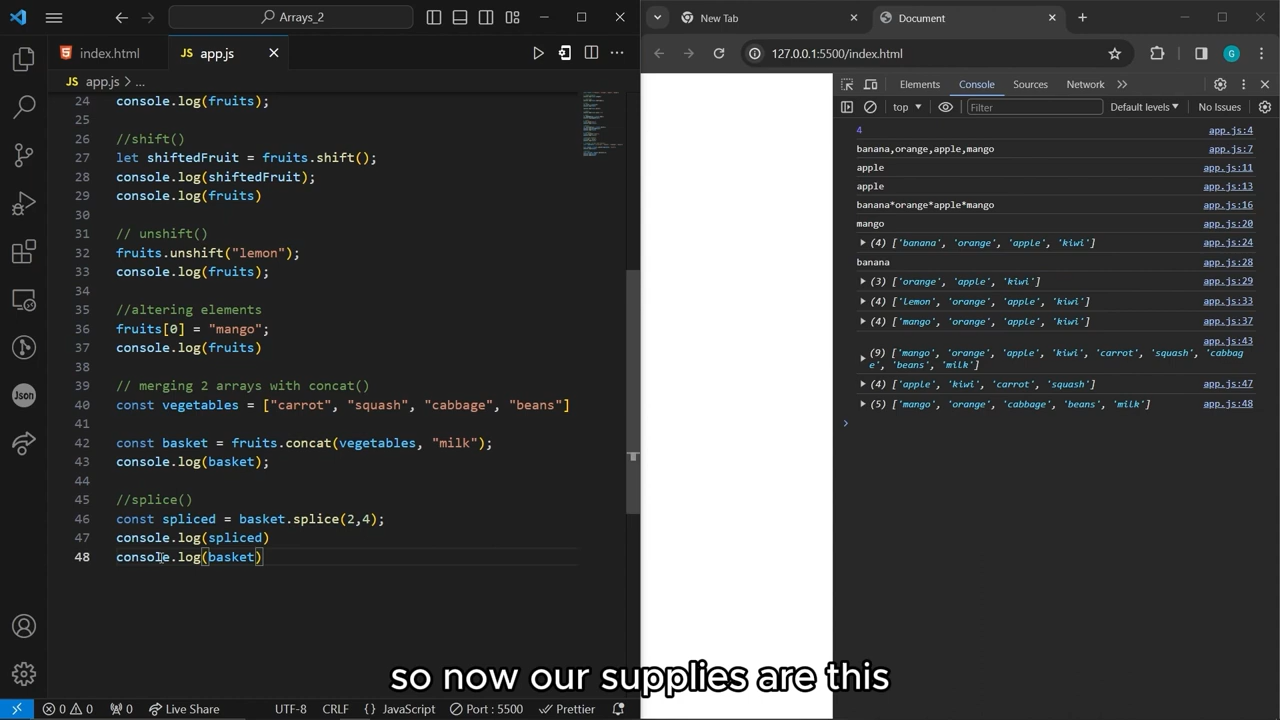 Arrays_2
index.html
app.js
app.js > ...
24 console.log(fruits);
25
26 //shift()
27 let shiftedFruit = fruits.shift();
28 console.log(shiftedFruit);
29 console.log(fruits)
30
31 // unshift()
32 fruits.unshift("lemon");
33 console.log(fruits);
34
35 //altering elements
36 fruits[0] = "mango";
37 console.log(fruits)
38
39 // merging 2 arrays with concat()
40 const vegetables = ["carrot", "squash", "cabbage", "beans"]
41
42 const basket = fruits.concat(vegetables, "milk");
43 console.log(basket);
44
45 //splice()
46 const spliced = basket.splice(2,4);
47 console.log(spliced)
48 console.log(basket)
Json
0 0 0 Live Share UTF-8 CRLF {} JavaScript Port : 5500 Prettier
New Tab
Document
127.0.0.1:5500/index.html
G
Elements Console Sources Network
top Filter Default levels No Issues
4 app.js:4
banana,orange,apple,mango app.js:7
apple app.js:11
apple app.js:13
banana*orange*apple*mango app.js:16
mango app.js:20
(4) ['banana', 'orange', 'apple', 'kiwi'] app.js:24
banana app.js:28
(3) ['orange', 'apple', 'kiwi'] app.js:29
(4) ['lemon', 'orange', 'apple', 'kiwi'] app.js:33
(4) ['mango', 'orange', 'apple', 'kiwi'] app.js:37
app.js:43
(9) ['mango', 'orange', 'apple', 'kiwi', 'carrot', 'squash', 'cabbag
e', 'beans', 'milk']
(4) ['apple', 'kiwi', 'carrot', 'squash'] app.js:47
(5) ['mango', 'orange', 'cabbage', 'beans', 'milk'] app.js:48
so now our supplies are this